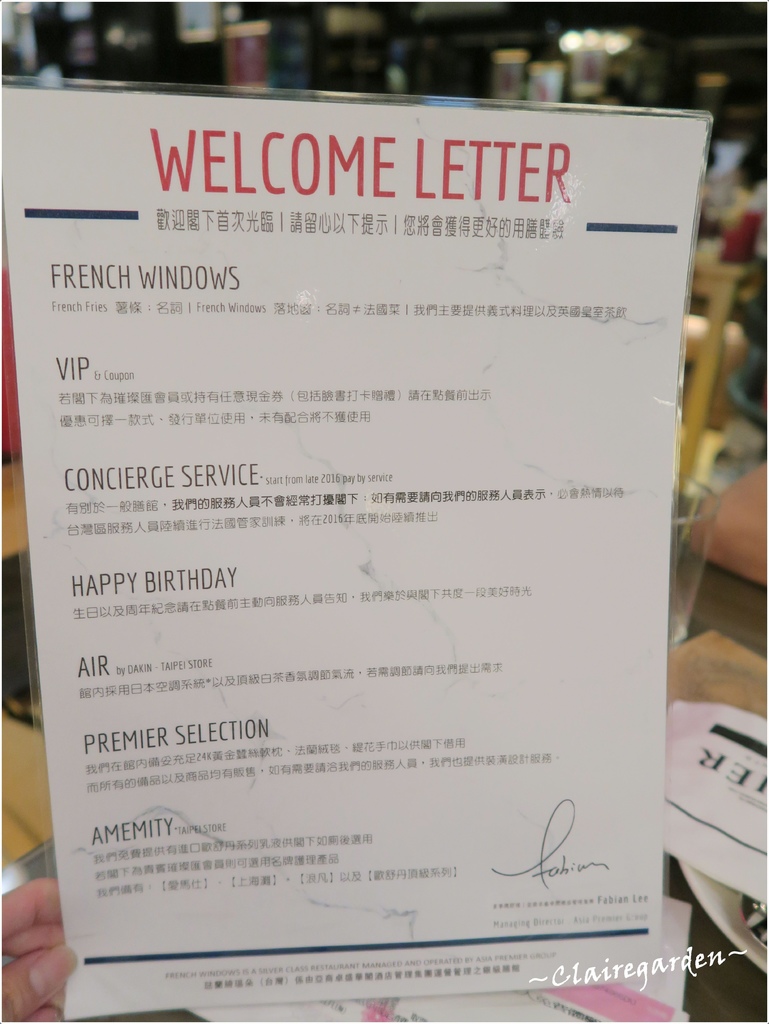 WELCOME LETTER
歡迎閣下首次光臨 | 請留心以下提示 | 您將會獲得更好的用膳體驗
FRENCH WINDOWS
French Fries 薯條：名詞 | French Windows 落地窗：名詞 ≠ 法國菜 | 我們主要提供義式料理以及英國皇室茶飲
VIP & Coupon
若閣下為璀璨匯會員或持有任意現金券（包括臉書打卡贈禮）請在點餐前出示
優惠可擇一款式、發行單位使用，未有配合將不獲使用
CONCIERGE SERVICE* start from late 2016 pay by service
有別於一般膳館，我們的服務人員不會經常打擾閣下；如有需要請向我們的服務人員表示，必會熱情以待
台灣區服務人員陸續進行法國管家訓練，將在2016年底開始陸續推出
HAPPY BIRTHDAY
生日以及周年紀念請在點餐前主動向服務人員告知，我們樂於與閣下共度一段美好時光
AIR by DAKIN - TAIPEI STORE
館內採用日本空調系統*以及頂級白茶香氛調節氣流，若需調節請向我們提出需求
PREMIER SELECTION
我們在館內備妥充足24K黃金蠶絲軟枕、法蘭絨毯、緹花手巾以供閣下借用
而所有的備品以及商品均有販售，如有需要請洽我們的服務人員，我們也提供裝潢設計服務。
AMEMITY *TAIPEI STORE
我們免費提供有進口歐舒丹系列乳液供閣下如廁後選用
若閣下為貴賓璀璨匯會員則可選用名牌護理產品
我們備有：【愛馬仕】、【上海灘】、【浪凡】以及【歐舒丹頂級系列】
Fabian
Fabian Lee
Managing Director Asia Premier Group
FRENCH WINDOWS IS A SILVER CLASS RESTAURANT MANAGED AND OPERATED BY ASIA PREMIER GROUP
IER
~Clairegarden~